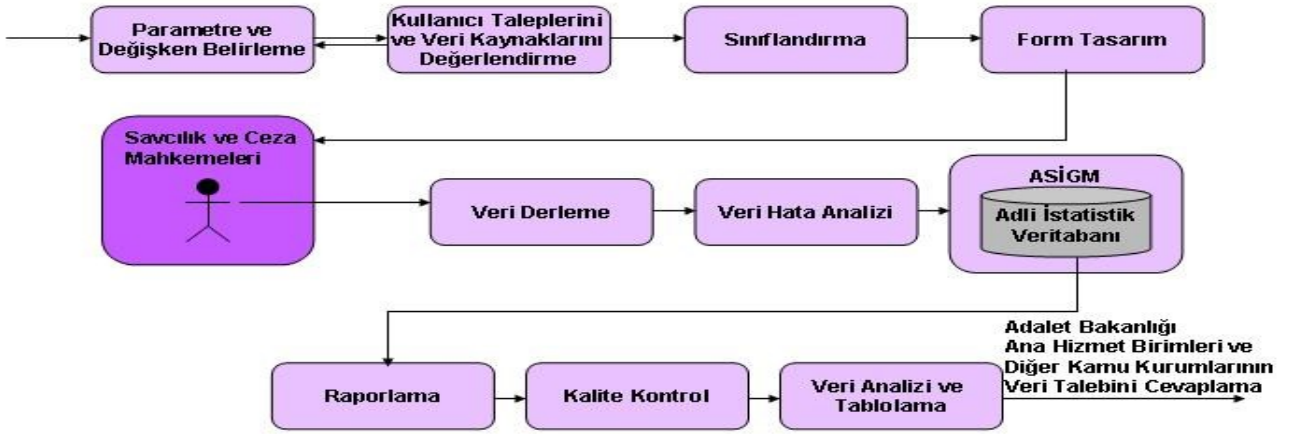 Parametre ve
Değişken Belirleme
Kullanıcı Taleplerini
ve Veri Kaynaklarını
Değerlendirme
Sınıflandırma
Form Tasarım
Savcılık ve Ceza
Mahkemeleri
Veri Derleme
Veri Hata Analizi
ASİGM
Adli İstatistik
Veritabanı
Raporlama
Kalite Kontrol
Veri Analizi ve
Tablolama
Adalet Bakanlığı
Ana Hizmet Birimleri ve
Diğer Kamu Kurumlarının
Veri Talebini Cevaplama